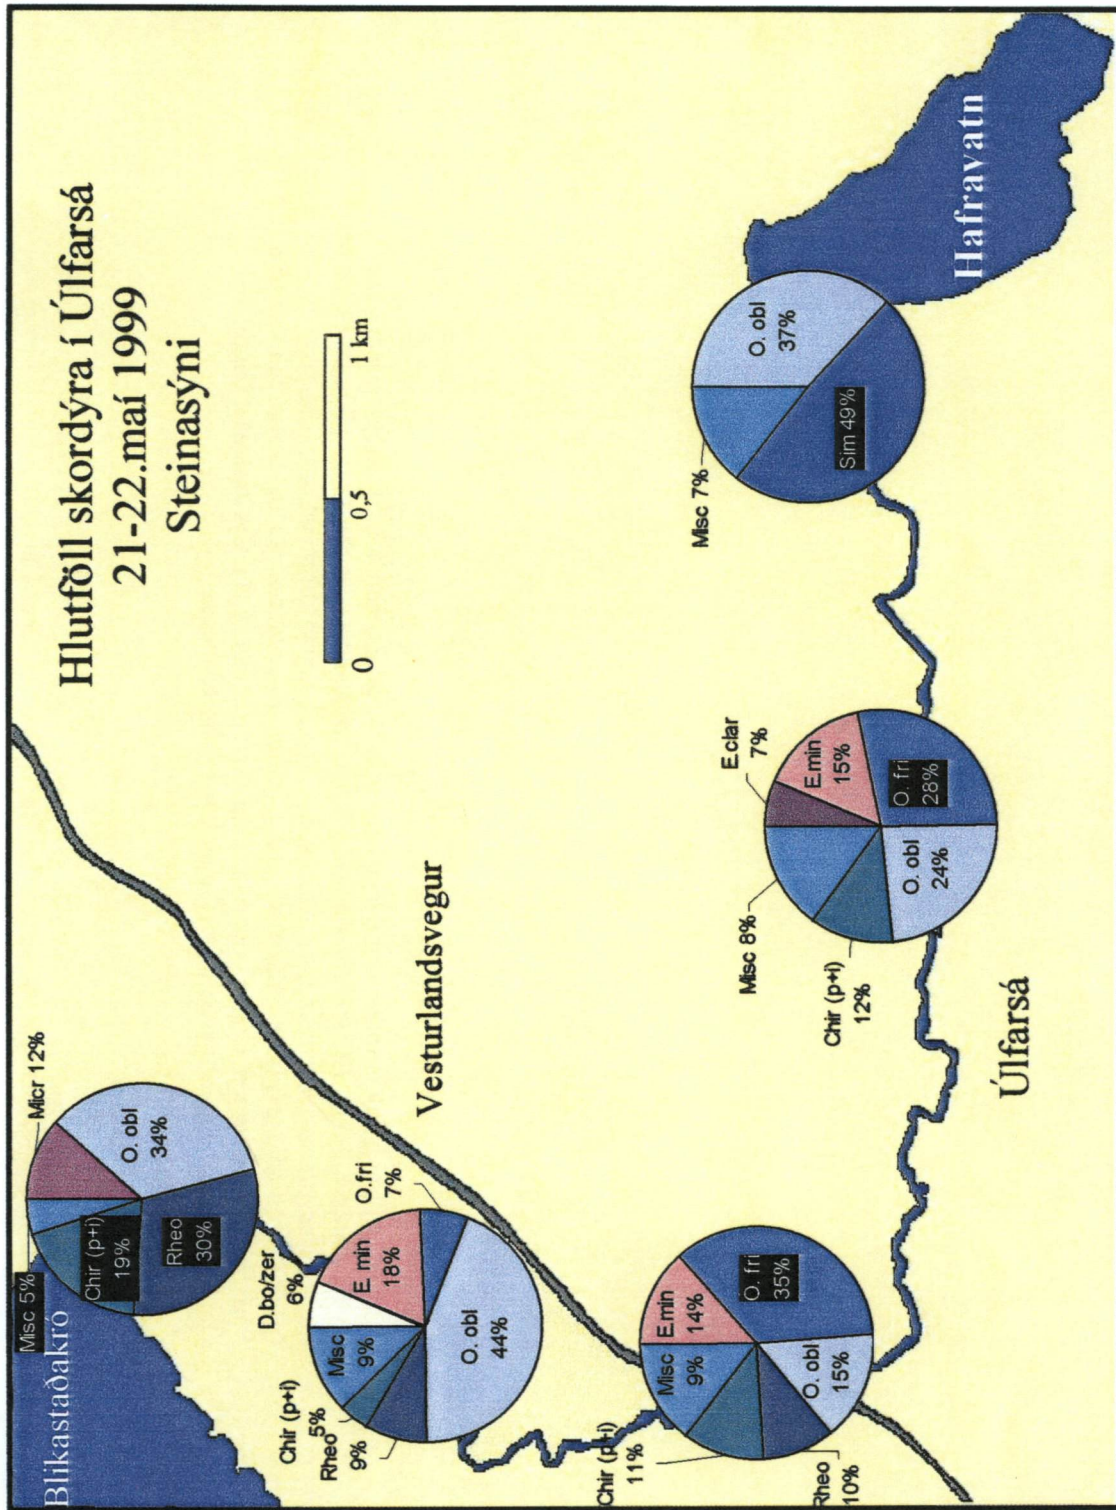 Hlutföll skordýra í Úlfarsá
21-22.maí 1999
Steinasýni
0
0,5
1 km
Blikastaðakró
Misc 5%
Micr 12%
Chir (p+i)
19%
O. obl
34%
Rheo
30%
Vesturlandsvegur
D.bo/zer
6%
E. min
18%
O.fri
7%
Misc
9%
Chir (p+i)
5%
Rheo
9%
O. obl
44%
Misc
9%
E.min
14%
O. fri
35%
Chir (p+i)
11%
Rheo
10%
O. obl
15%
Misc 8%
E.clar
7%
E.min
15%
O. fri
28%
O. obl
24%
Chir (p+i)
12%
Misc 7%
O. obl
37%
Sim 49%
Hafravatn
Úlfarsá